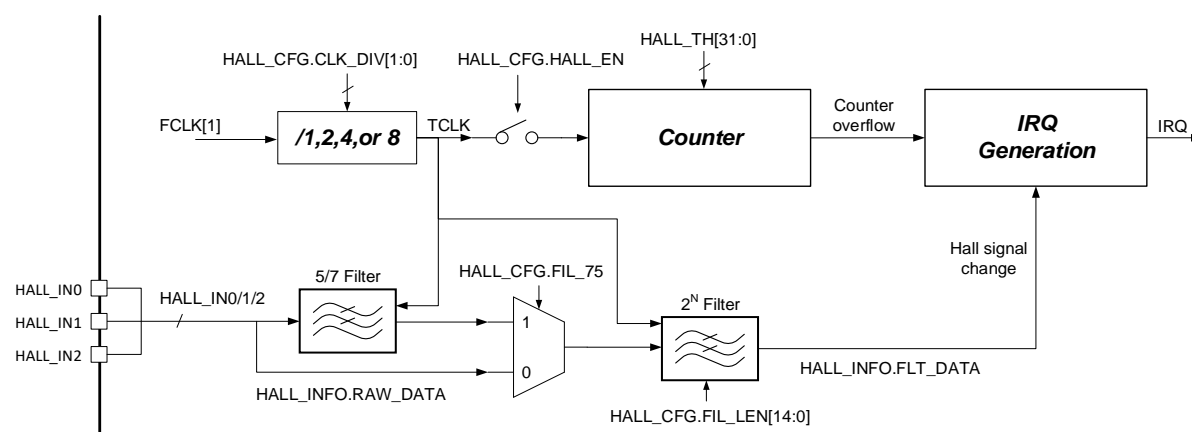 HALL_TH[31:0]
HALL_CFG.CLK_DIV[1:0]
HALL_CFG.HALL_EN
FCLK[1]
/1,2,4,or 8
TCLK
Counter
Counter
overflow
IRQ
Generation
IRQ
Hall signal
change
5/7 Filter
HALL_CFG.FIL_75
2^N Filter
HALL_IN0
HALL_IN1
HALL_IN2
HALL_IN0/1/2
1
0
HALL_INFO.RAW_DATA
HALL_INFO.FLT_DATA
HALL_CFG.FIL_LEN[14:0]